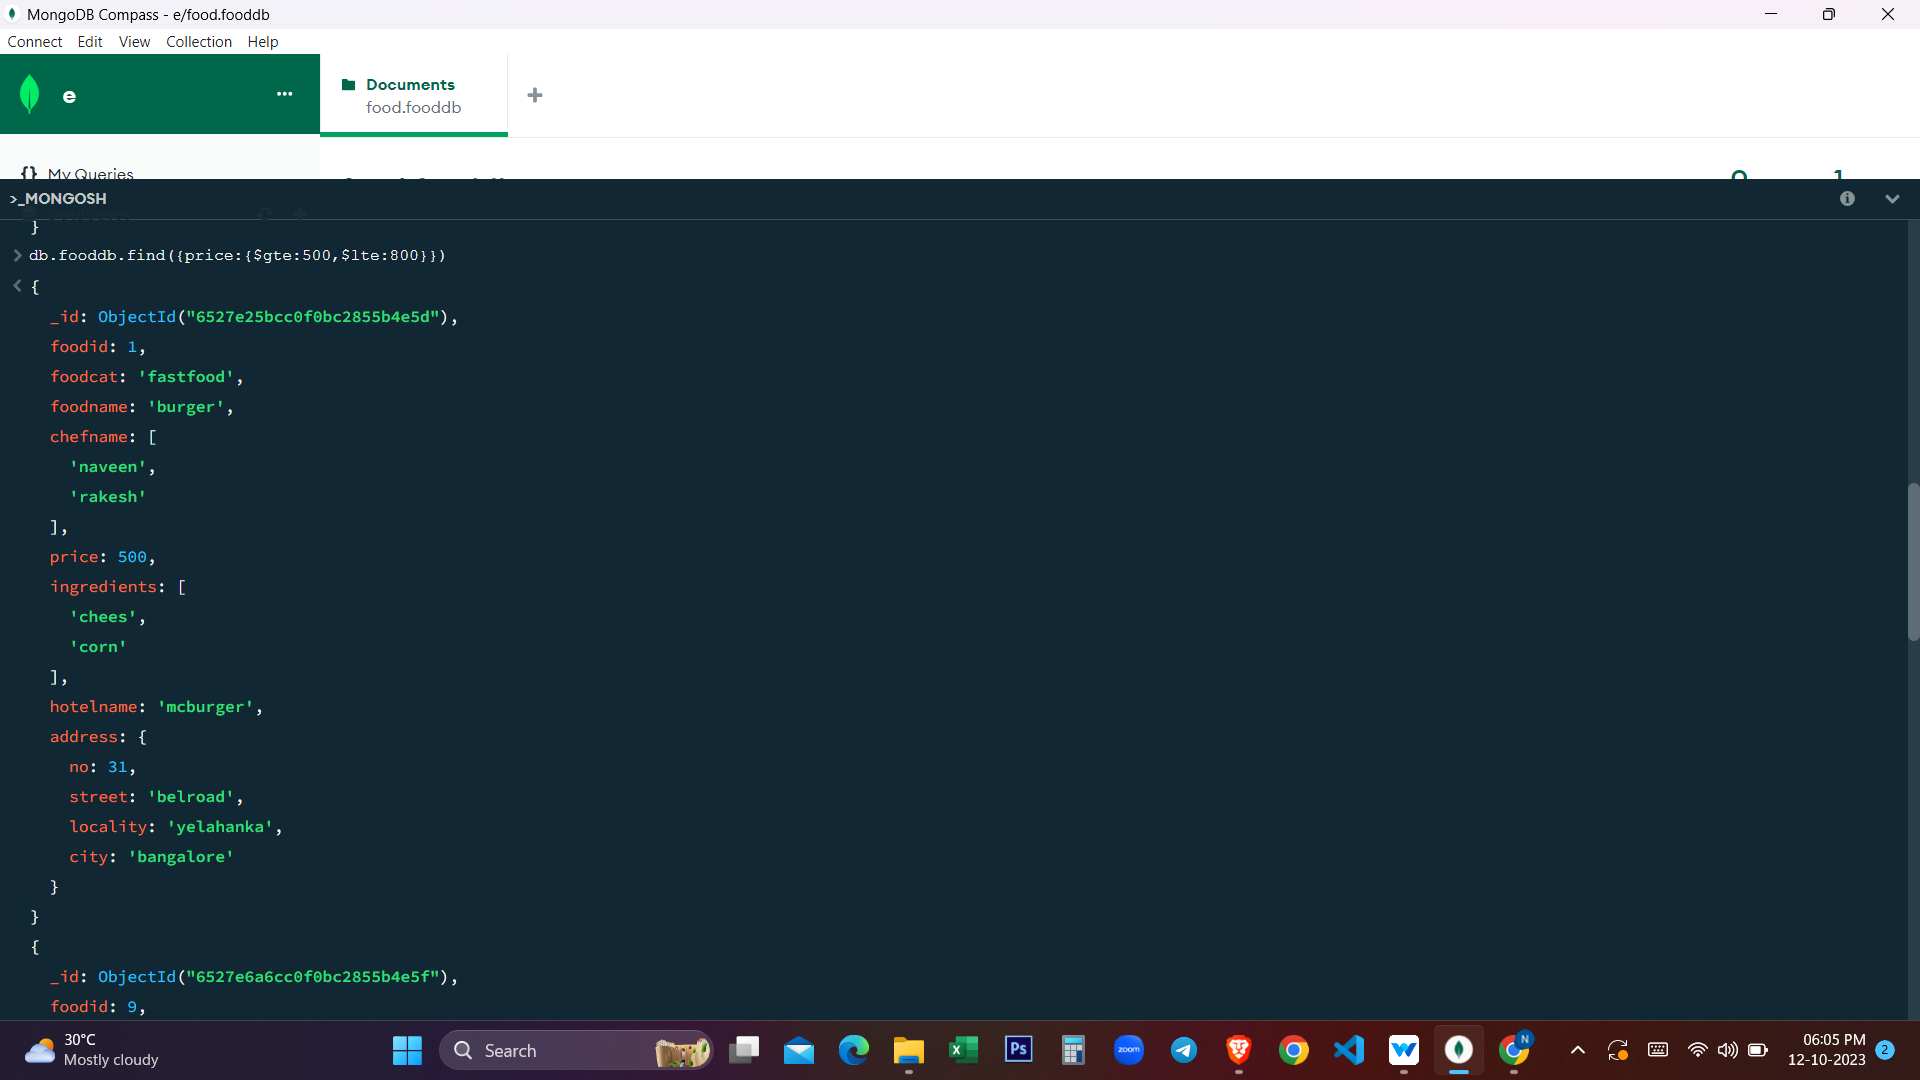 MongoDB Compass - e/food.fooddb
Connect Edit View Collection Help
e
Documents
food.fooddb
My Queries
>_MONGOSH
}
db.fooddb.find({price:{$gte:500,$lte:800}})
{
_id: ObjectId("6527e25bcc0f0bc2855b4e5d"),
foodid: 1,
foodcat: 'fastfood',
foodname: 'burger',
chefname: [
'naveen',
'rakesh'
],
price: 500,
ingredients: [
'chees',
'corn'
],
hotelname: 'mcburger',
address: {
no: 31,
street: 'belroad',
locality: 'yelahanka',
city: 'bangalore'
}
}
{
_id: ObjectId("6527e6a6cc0f0bc2855b4e5f"),
foodid: 9,
30°C
Mostly cloudy
Search
Ps
zoom
N
06:05 PM
12-10-2023
2